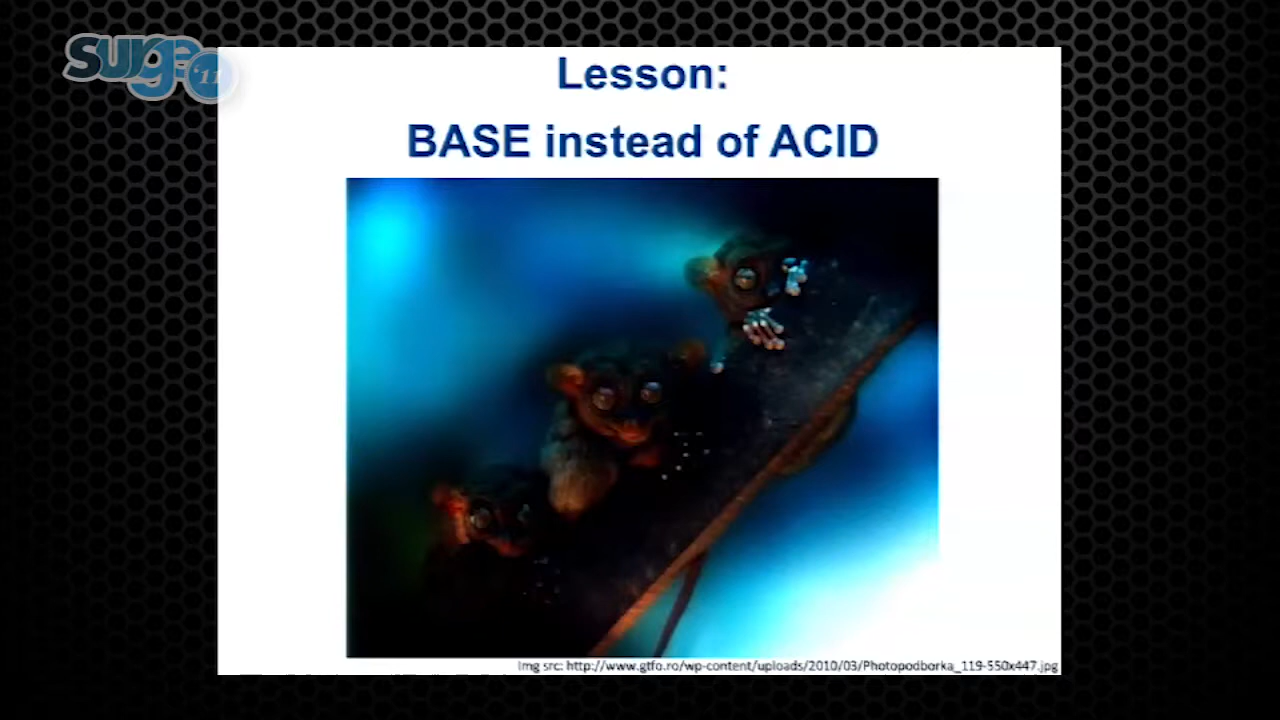 surge '11
Lesson:
BASE instead of ACID
Img src: http://www.gtfo.ro/wp-content/uploads/2010/03/Photopodborka_119-550x447.jpg